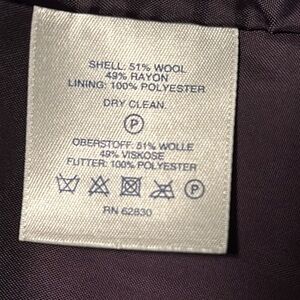 SHELL: 51% WOOL
49% RAYON
LINING: 100% POLYESTER
DRY CLEAN.
P
OBERSTOFF: 51% WOLLE
49% VISKOSE
FUTTER: 100% POLYESTER
P
RN 62830